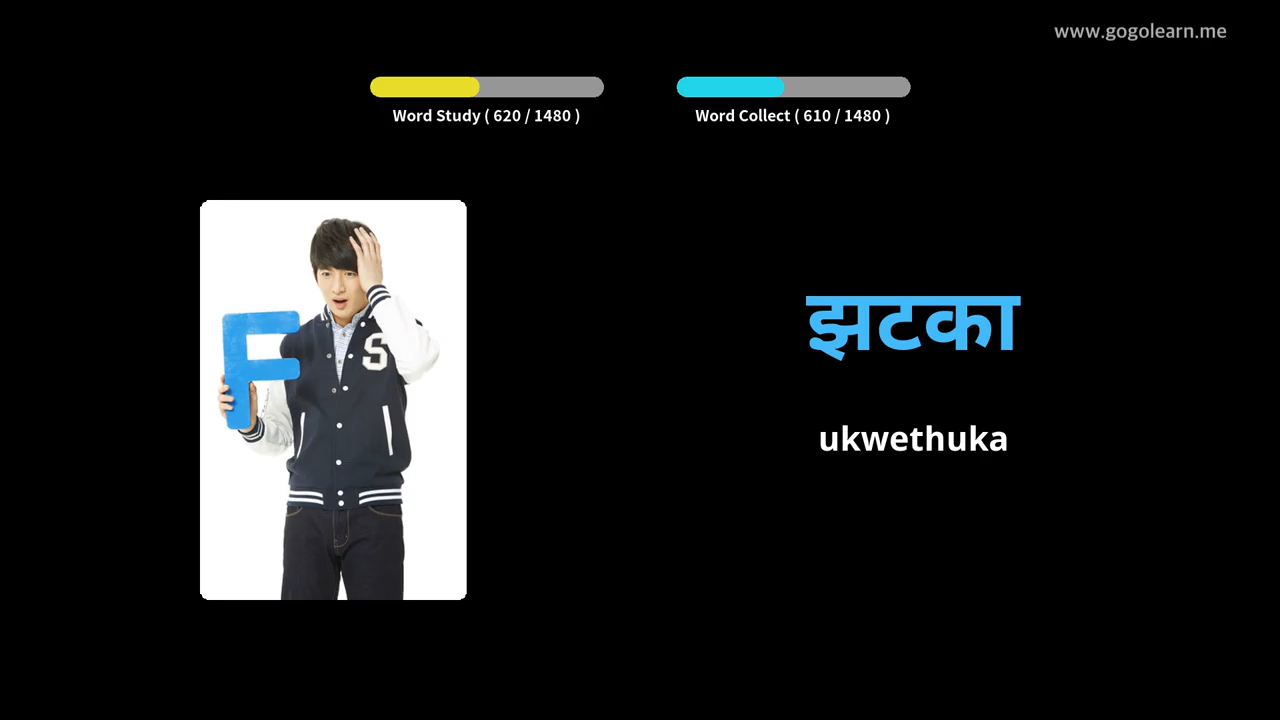 www.gogolearn.me
Word Study ( 620 / 1480 )
Word Collect ( 610 / 1480 )
F
S
झटका
ukwethuka